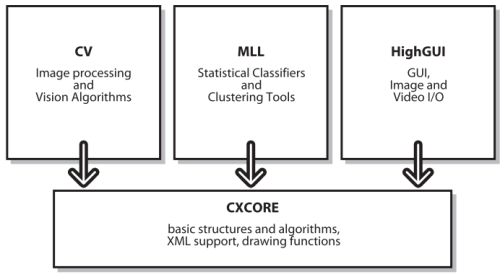 CV
Image processing
and
Vision Algorithms
MLL
Statistical Classifiers
and
Clustering Tools
HighGUI
GUI,
Image and
Video I/O
CXCORE
basic structures and algorithms,
XML support, drawing functions